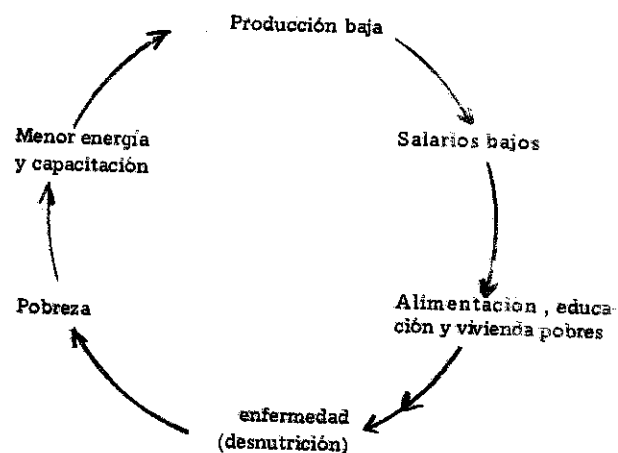 Producción baja
Salarios bajos
Alimentación , educa-
ción y vivienda pobres
enfermedad
(desnutrición)
Pobreza
Menor energía
y capacitación